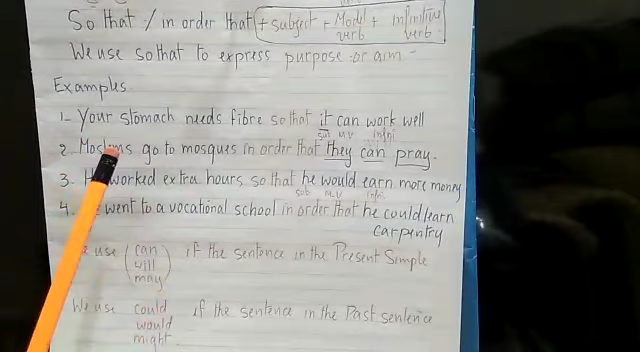 So that / in order that + subject + Model verb + infinitive verb
We use so that to express purpose or aim
Examples
1- Your stomach needs fibre so that it can work well
sub M.V infini
2. Moslims go to mosques in order that they can pray.
3. He worked extra hours so that he would earn more money
sub M.V infini
4. went to a vocational school in order that he could learn
carpentry
use can will may if the sentence in the Present Simple
We use could would might if the sentence in the Past sentence